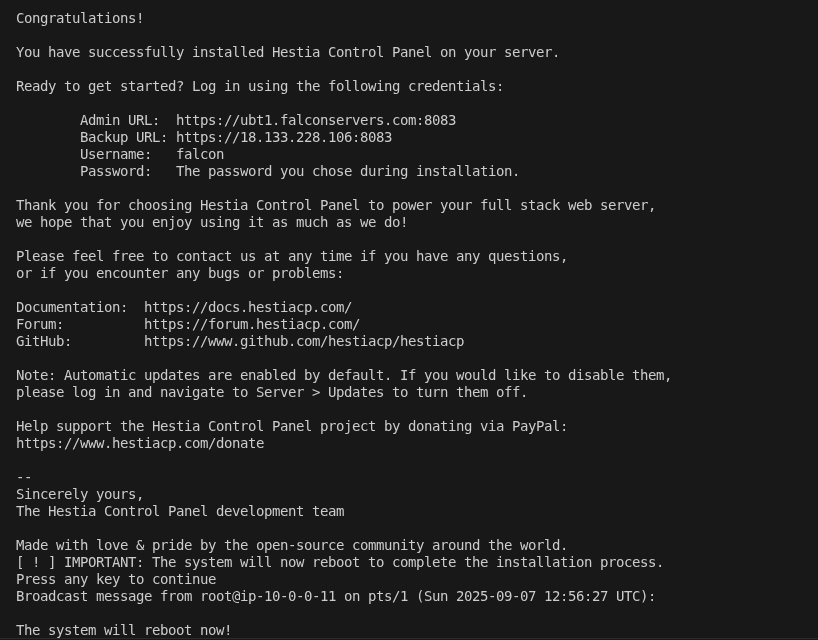 Congratulations!
You have successfully installed Hestia Control Panel on your server.
Ready to get started? Log in using the following credentials:
Admin URL:  https://ubt1.falconservers.com:8083
Backup URL: https://18.133.228.106:8083
Username:   falcon
Password:   The password you chose during installation.
Thank you for choosing Hestia Control Panel to power your full stack web server,
we hope that you enjoy using it as much as we do!
Please feel free to contact us at any time if you have any questions,
or if you encounter any bugs or problems:
Documentation:  https://docs.hestiacp.com/
Forum:          https://forum.hestiacp.com/
GitHub:         https://www.github.com/hestiacp/hestiacp
Note: Automatic updates are enabled by default. If you would like to disable them,
please log in and navigate to Server > Updates to turn them off.
Help support the Hestia Control Panel project by donating via PayPal:
https://www.hestiacp.com/donate
--
Sincerely yours,
The Hestia Control Panel development team
Made with love & pride by the open-source community around the world.
[ ! ] IMPORTANT: The system will now reboot to complete the installation process.
Press any key to continue
Broadcast message from root@ip-10-0-0-11 on pts/1 (Sun 2025-09-07 12:56:27 UTC):
The system will reboot now!